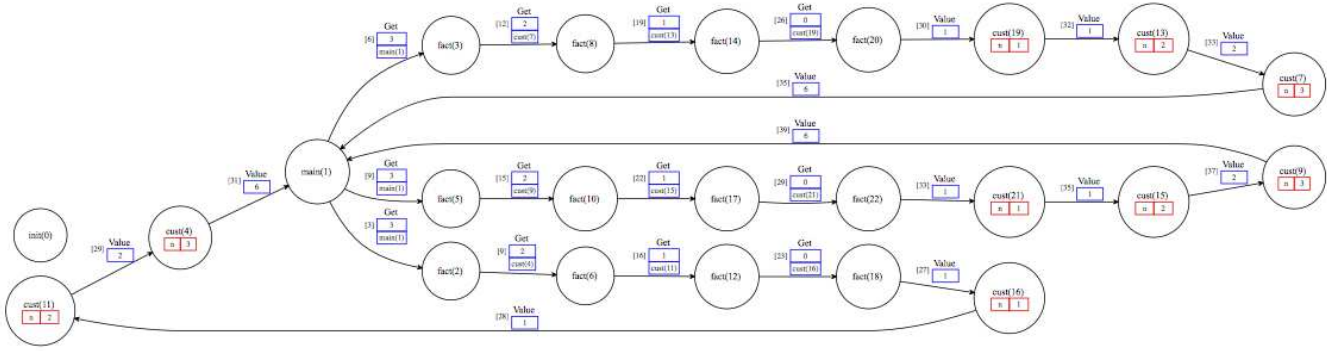 Get
[6] 3
main(1)
fact(3)
Get
[12] 2
cust(7)
fact(8)
Get
[19] 1
cust(13)
fact(14)
Get
[26] 0
cust(19)
fact(20)
Value
[30] 1
cust(19)
n 1
Value
[32] 1
cust(13)
n 2
Value
[33] 2
cust(7)
n 3
Value
[35] 6
Value
[39] 6
main(1)
Value
[31] 6
Get
[9] 3
main(1)
fact(5)
Get
[15] 2
cust(9)
fact(10)
Get
[22] 1
cust(15)
fact(17)
Get
[29] 0
cust(21)
fact(22)
Value
[33] 1
cust(21)
n 1
Value
[35] 1
cust(15)
n 2
Value
[37] 2
cust(9)
n 3
init(0)
cust(4)
n 3
Value
[29] 2
Get
[3] 3
main(1)
fact(2)
Get
[9] 2
cust(4)
fact(6)
Get
[16] 1
cust(11)
fact(12)
Get
[23] 0
cust(16)
fact(18)
Value
[27] 1
cust(16)
n 1
cust(11)
n 2
Value
[28] 1